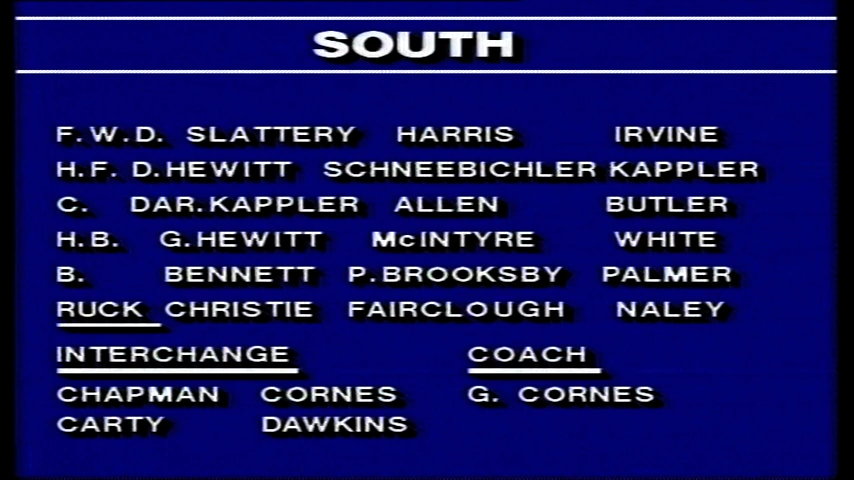 SOUTH
F.W.D. SLATTERY HARRIS IRVINE
H.F. D.HEWITT SCHNEEBICHLER KAPPLER
C. DAR.KAPPLER ALLEN BUTLER
H.B. G.HEWITT McINTYRE WHITE
B. BENNETT P.BROOKSBY PALMER
RUCK CHRISTIE FAIRCLOUGH NALEY
INTERCHANGE COACH
CHAPMAN CORNES G. CORNES
CARTY DAWKINS